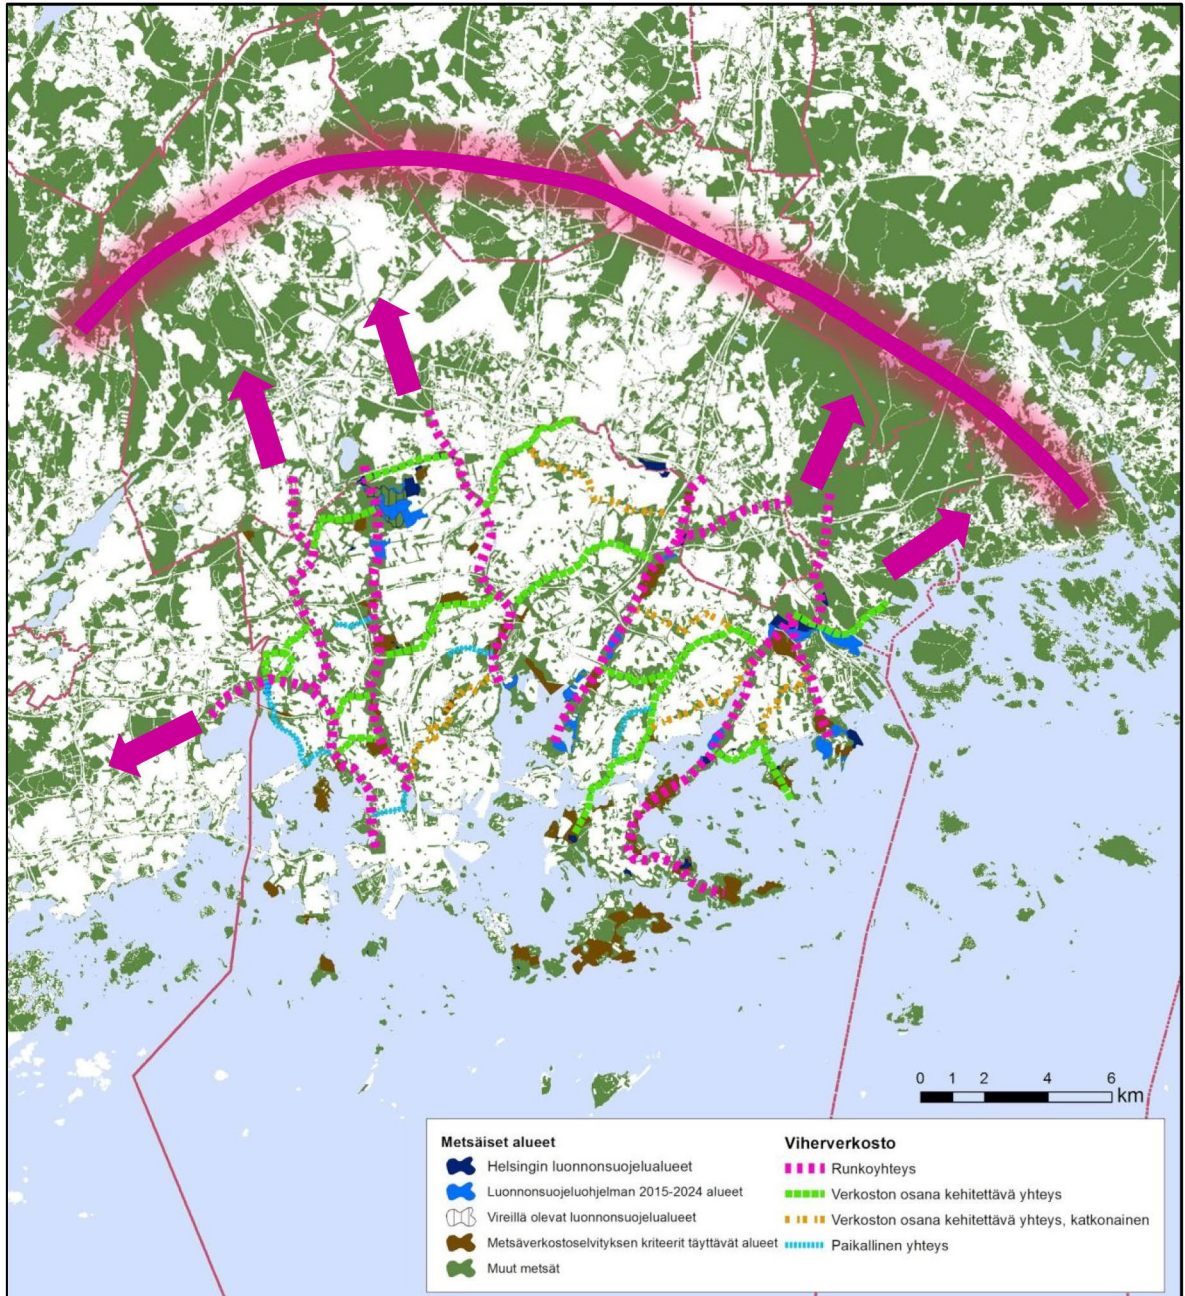 0 1 2 4 6
km
Metsäiset alueet
Helsingin luonnonsuojelualueet
Luonnonsuojeluohjelman 2015-2024 alueet
Vireillä olevat luonnonsuojelualueet
Metsäverkostoselvityksen kriteerit täyttävät alueet
Muut metsät
Viherverkosto
Runkoyhteys
Verkoston osana kehitettävä yhteys
Verkoston osana kehitettävä yhteys, katkonainen
Paikallinen yhteys